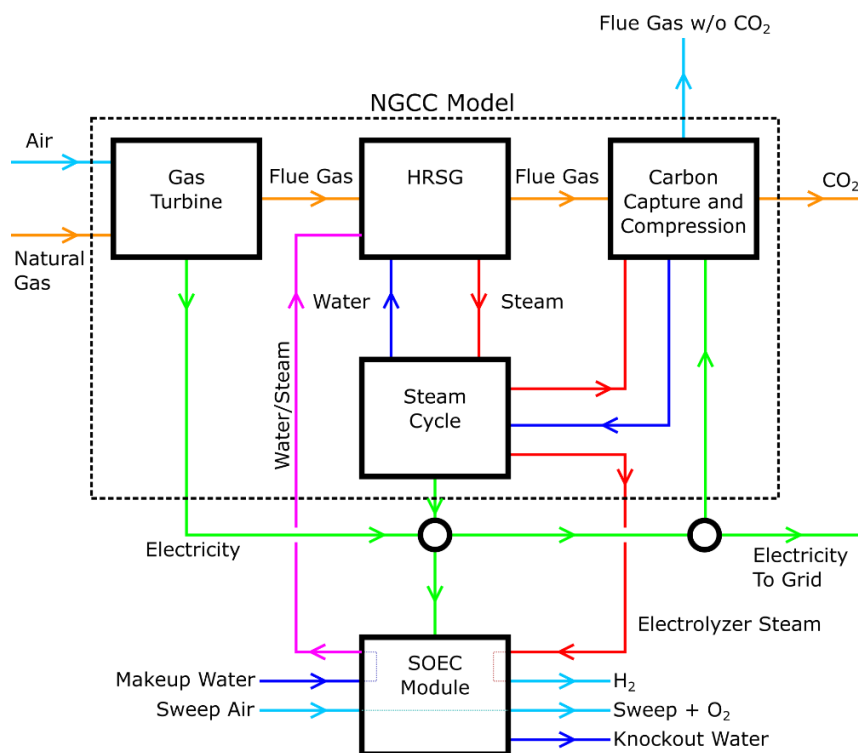 Flue Gas w/o CO₂
NGCC Model
Air
Gas
Turbine
Flue Gas
HRSG
Flue Gas
Carbon
Capture and
Compression
CO₂
Natural
Gas
Water
Steam
Water/Steam
Steam
Cycle
Electricity
Electricity
To Grid
Electrolyzer Steam
SOEC
Module
Makeup Water
H₂
Sweep Air
Sweep + O₂
Knockout Water